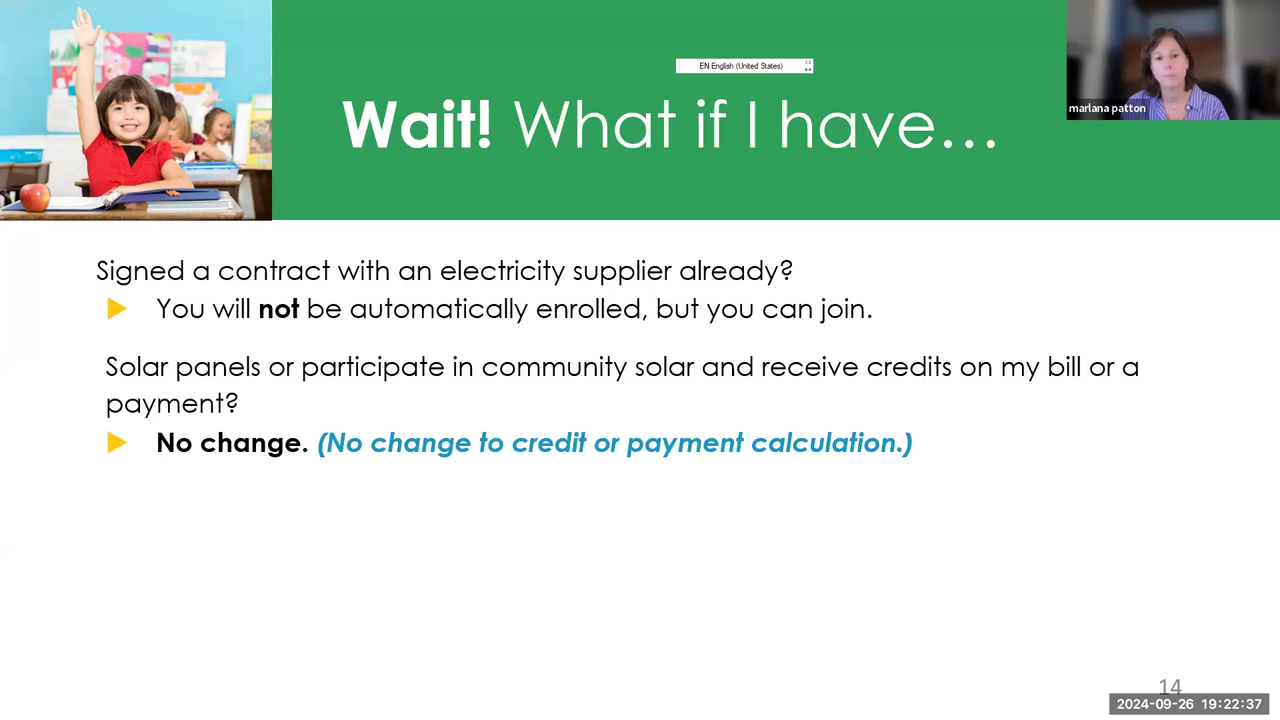 EN English (United States)
marlana patton
Wait! What if I have…
Signed a contract with an electricity supplier already?
You will not be automatically enrolled, but you can join.
Solar panels or participate in community solar and receive credits on my bill or a
payment?
No change. (No change to credit or payment calculation.)
14
2024-09-26 19:22:37